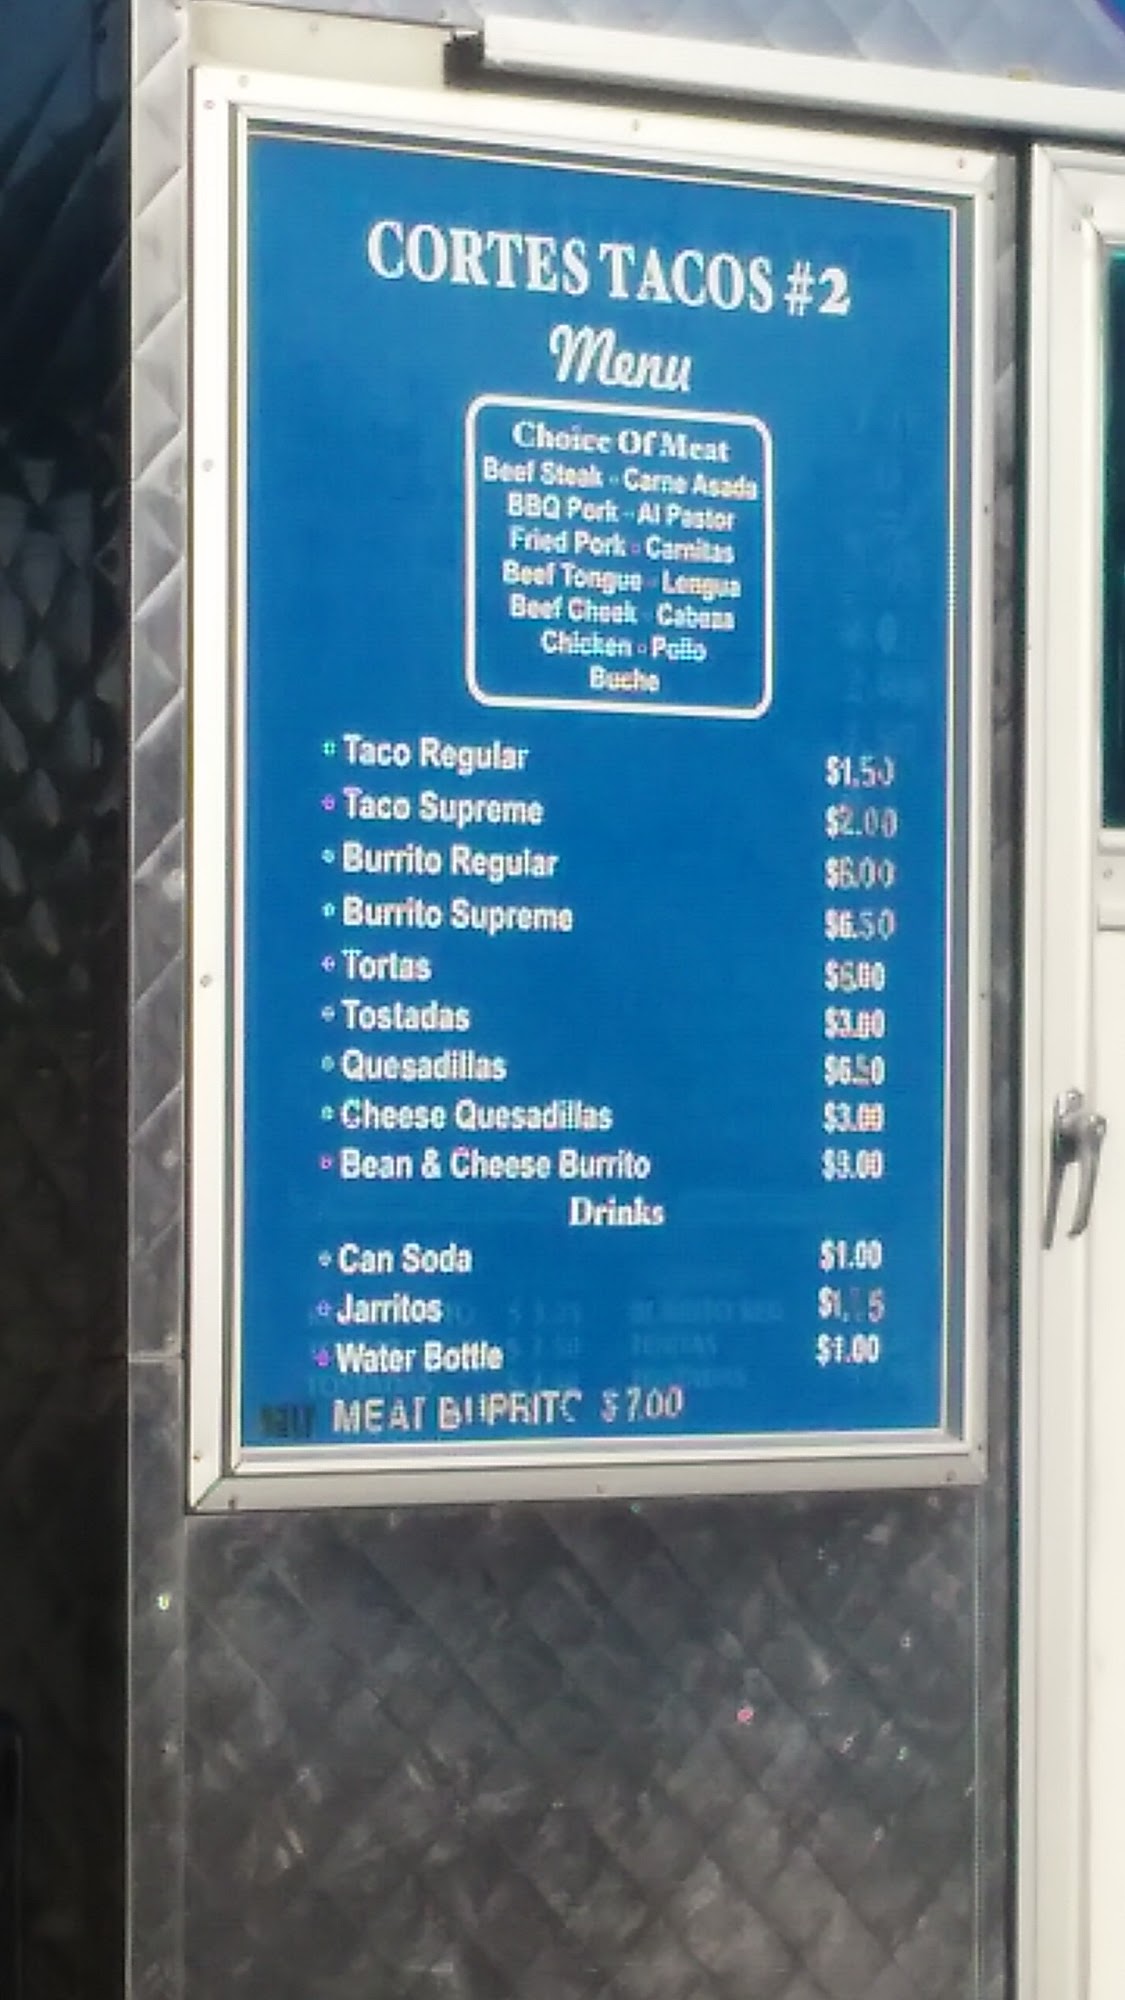 CORTES TACOS #2
Menu
Choice Of Meat
Beef Steak - Carne Asada
BBQ Pork - Al Pastor
Fried Pork - Carnitas
Beef Tongue - Lengua
Beef Cheek - Cabeza
Chicken - Pollo
Buche
Taco Regular $1.50
Taco Supreme $2.00
Burrito Regular $6.00
Burrito Supreme $6.50
Tortas $6.00
Tostadas $3.00
Quesadillas $6.50
Cheese Quesadillas $3.00
Bean & Cheese Burrito
Drinks
Can Soda $1.00
Jarritos
Water Bottle $1.00
MEAT BURRITO $7.00